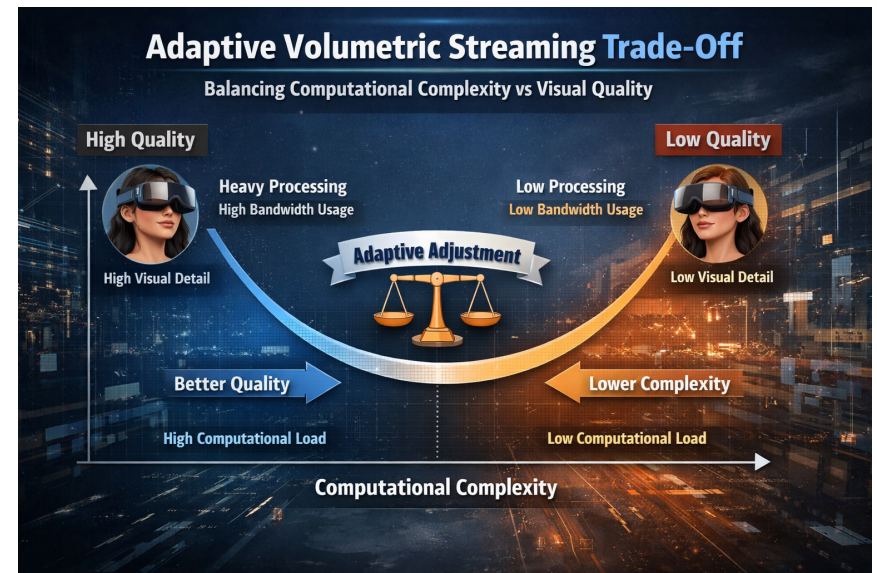 Adaptive Volumetric Streaming Trade-Off
Balancing Computational Complexity vs Visual Quality
High Quality
Low Quality
Heavy Processing
High Bandwidth Usage
Low Processing
Low Bandwidth Usage
Adaptive Adjustment
High Visual Detail
Low Visual Detail
Better Quality
Lower Complexity
High Computational Load
Low Computational Load
Computational Complexity